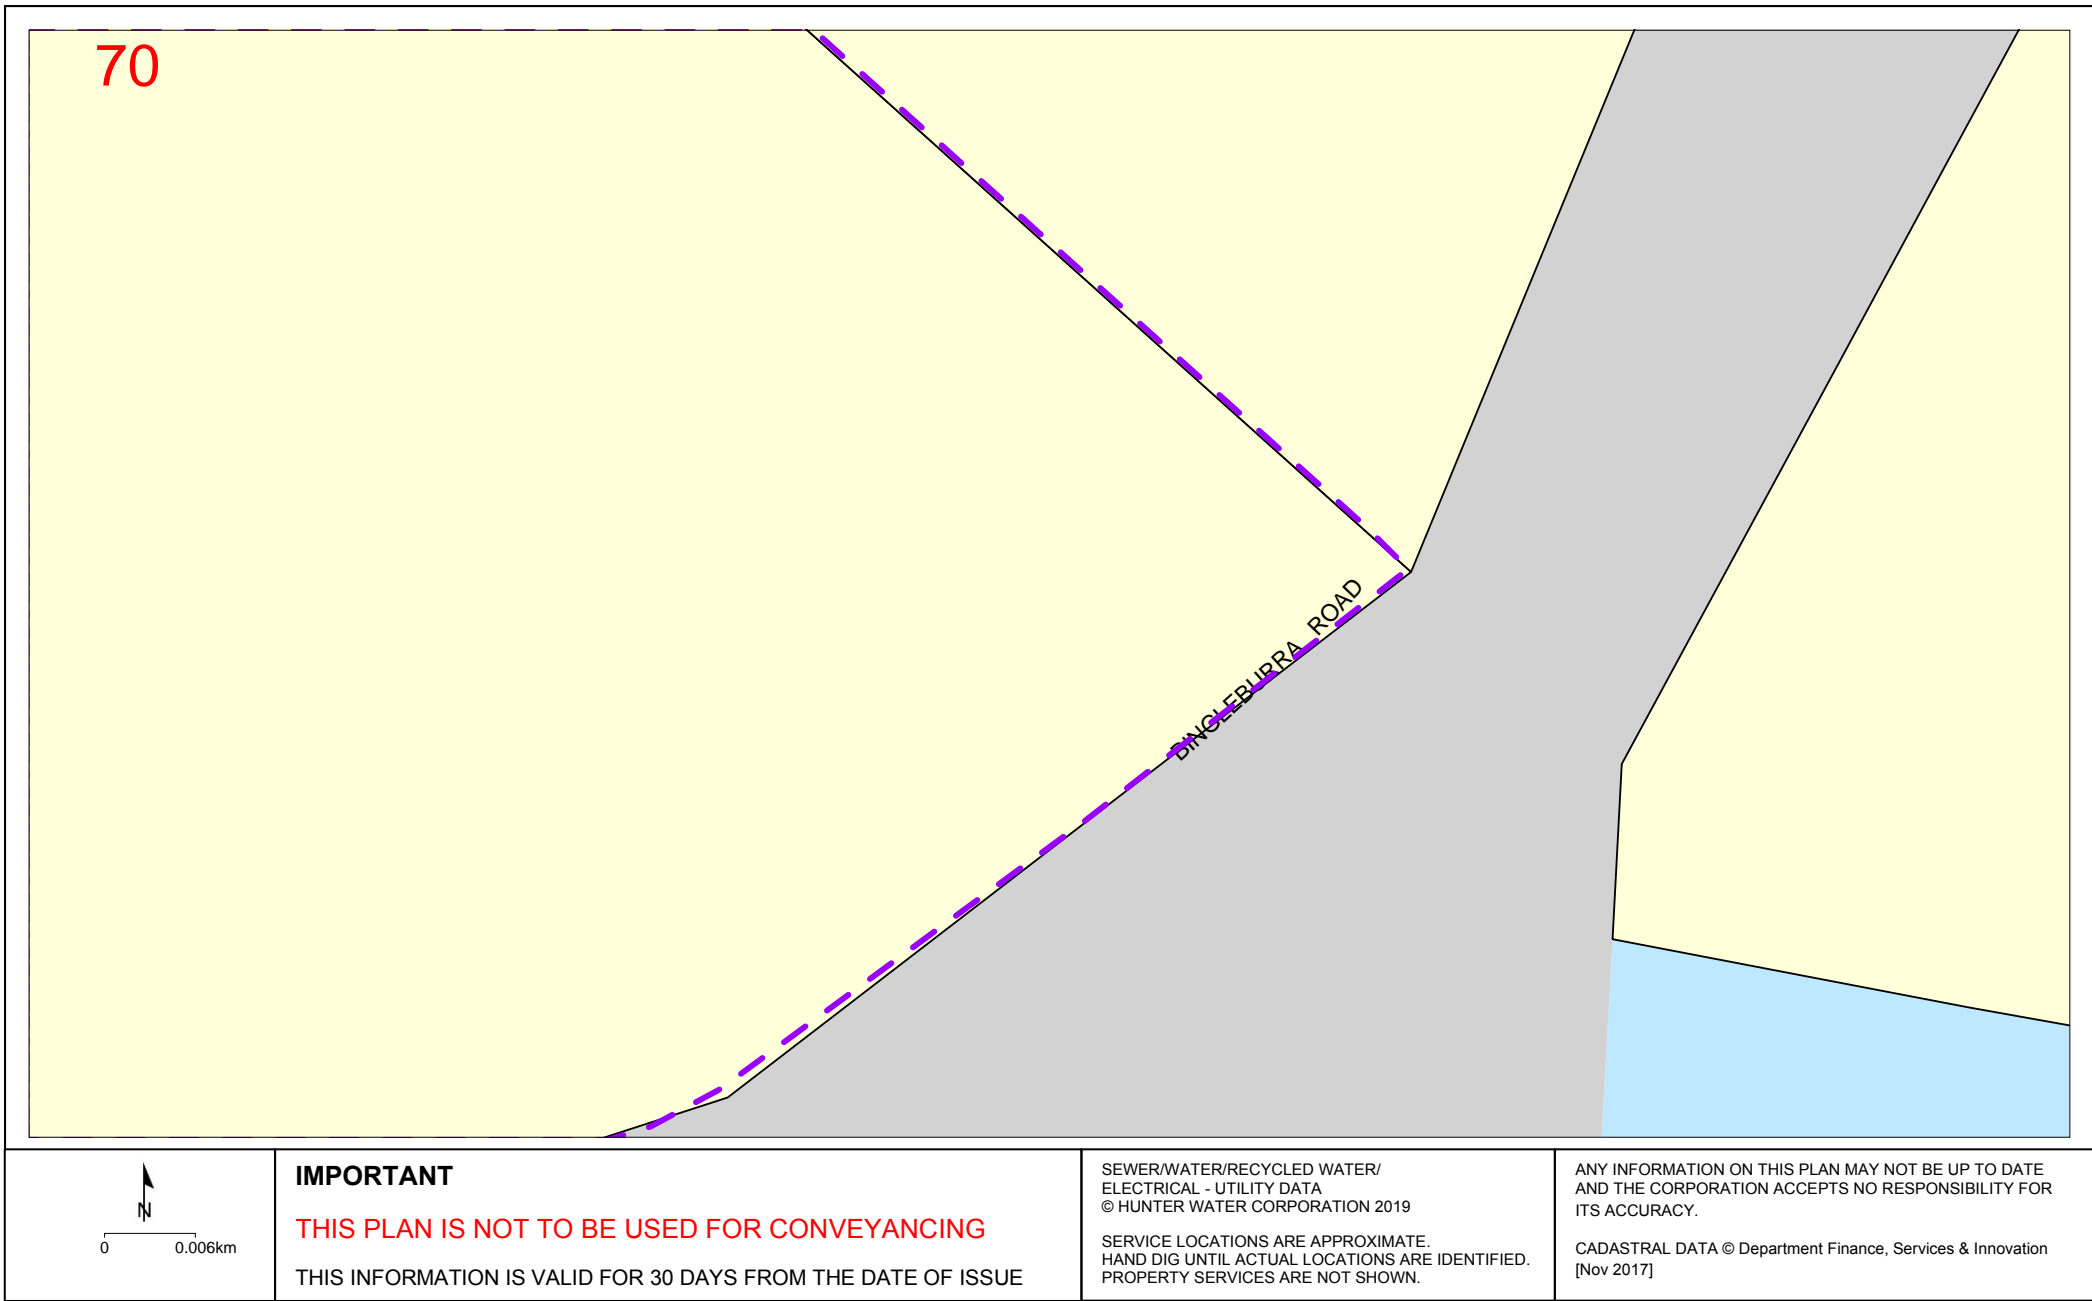 70
BINGLEBURRA ROAD
N
0 0.006km
IMPORTANT
THIS PLAN IS NOT TO BE USED FOR CONVEYANCING
THIS INFORMATION IS VALID FOR 30 DAYS FROM THE DATE OF ISSUE
SEWER/WATER/RECYCLED WATER/
ELECTRICAL - UTILITY DATA
© HUNTER WATER CORPORATION 2019
SERVICE LOCATIONS ARE APPROXIMATE.
HAND DIG UNTIL ACTUAL LOCATIONS ARE IDENTIFIED.
PROPERTY SERVICES ARE NOT SHOWN.
ANY INFORMATION ON THIS PLAN MAY NOT BE UP TO DATE
AND THE CORPORATION ACCEPTS NO RESPONSIBILITY FOR
ITS ACCURACY.
CADASTRAL DATA © Department Finance, Services & Innovation
[Nov 2017]